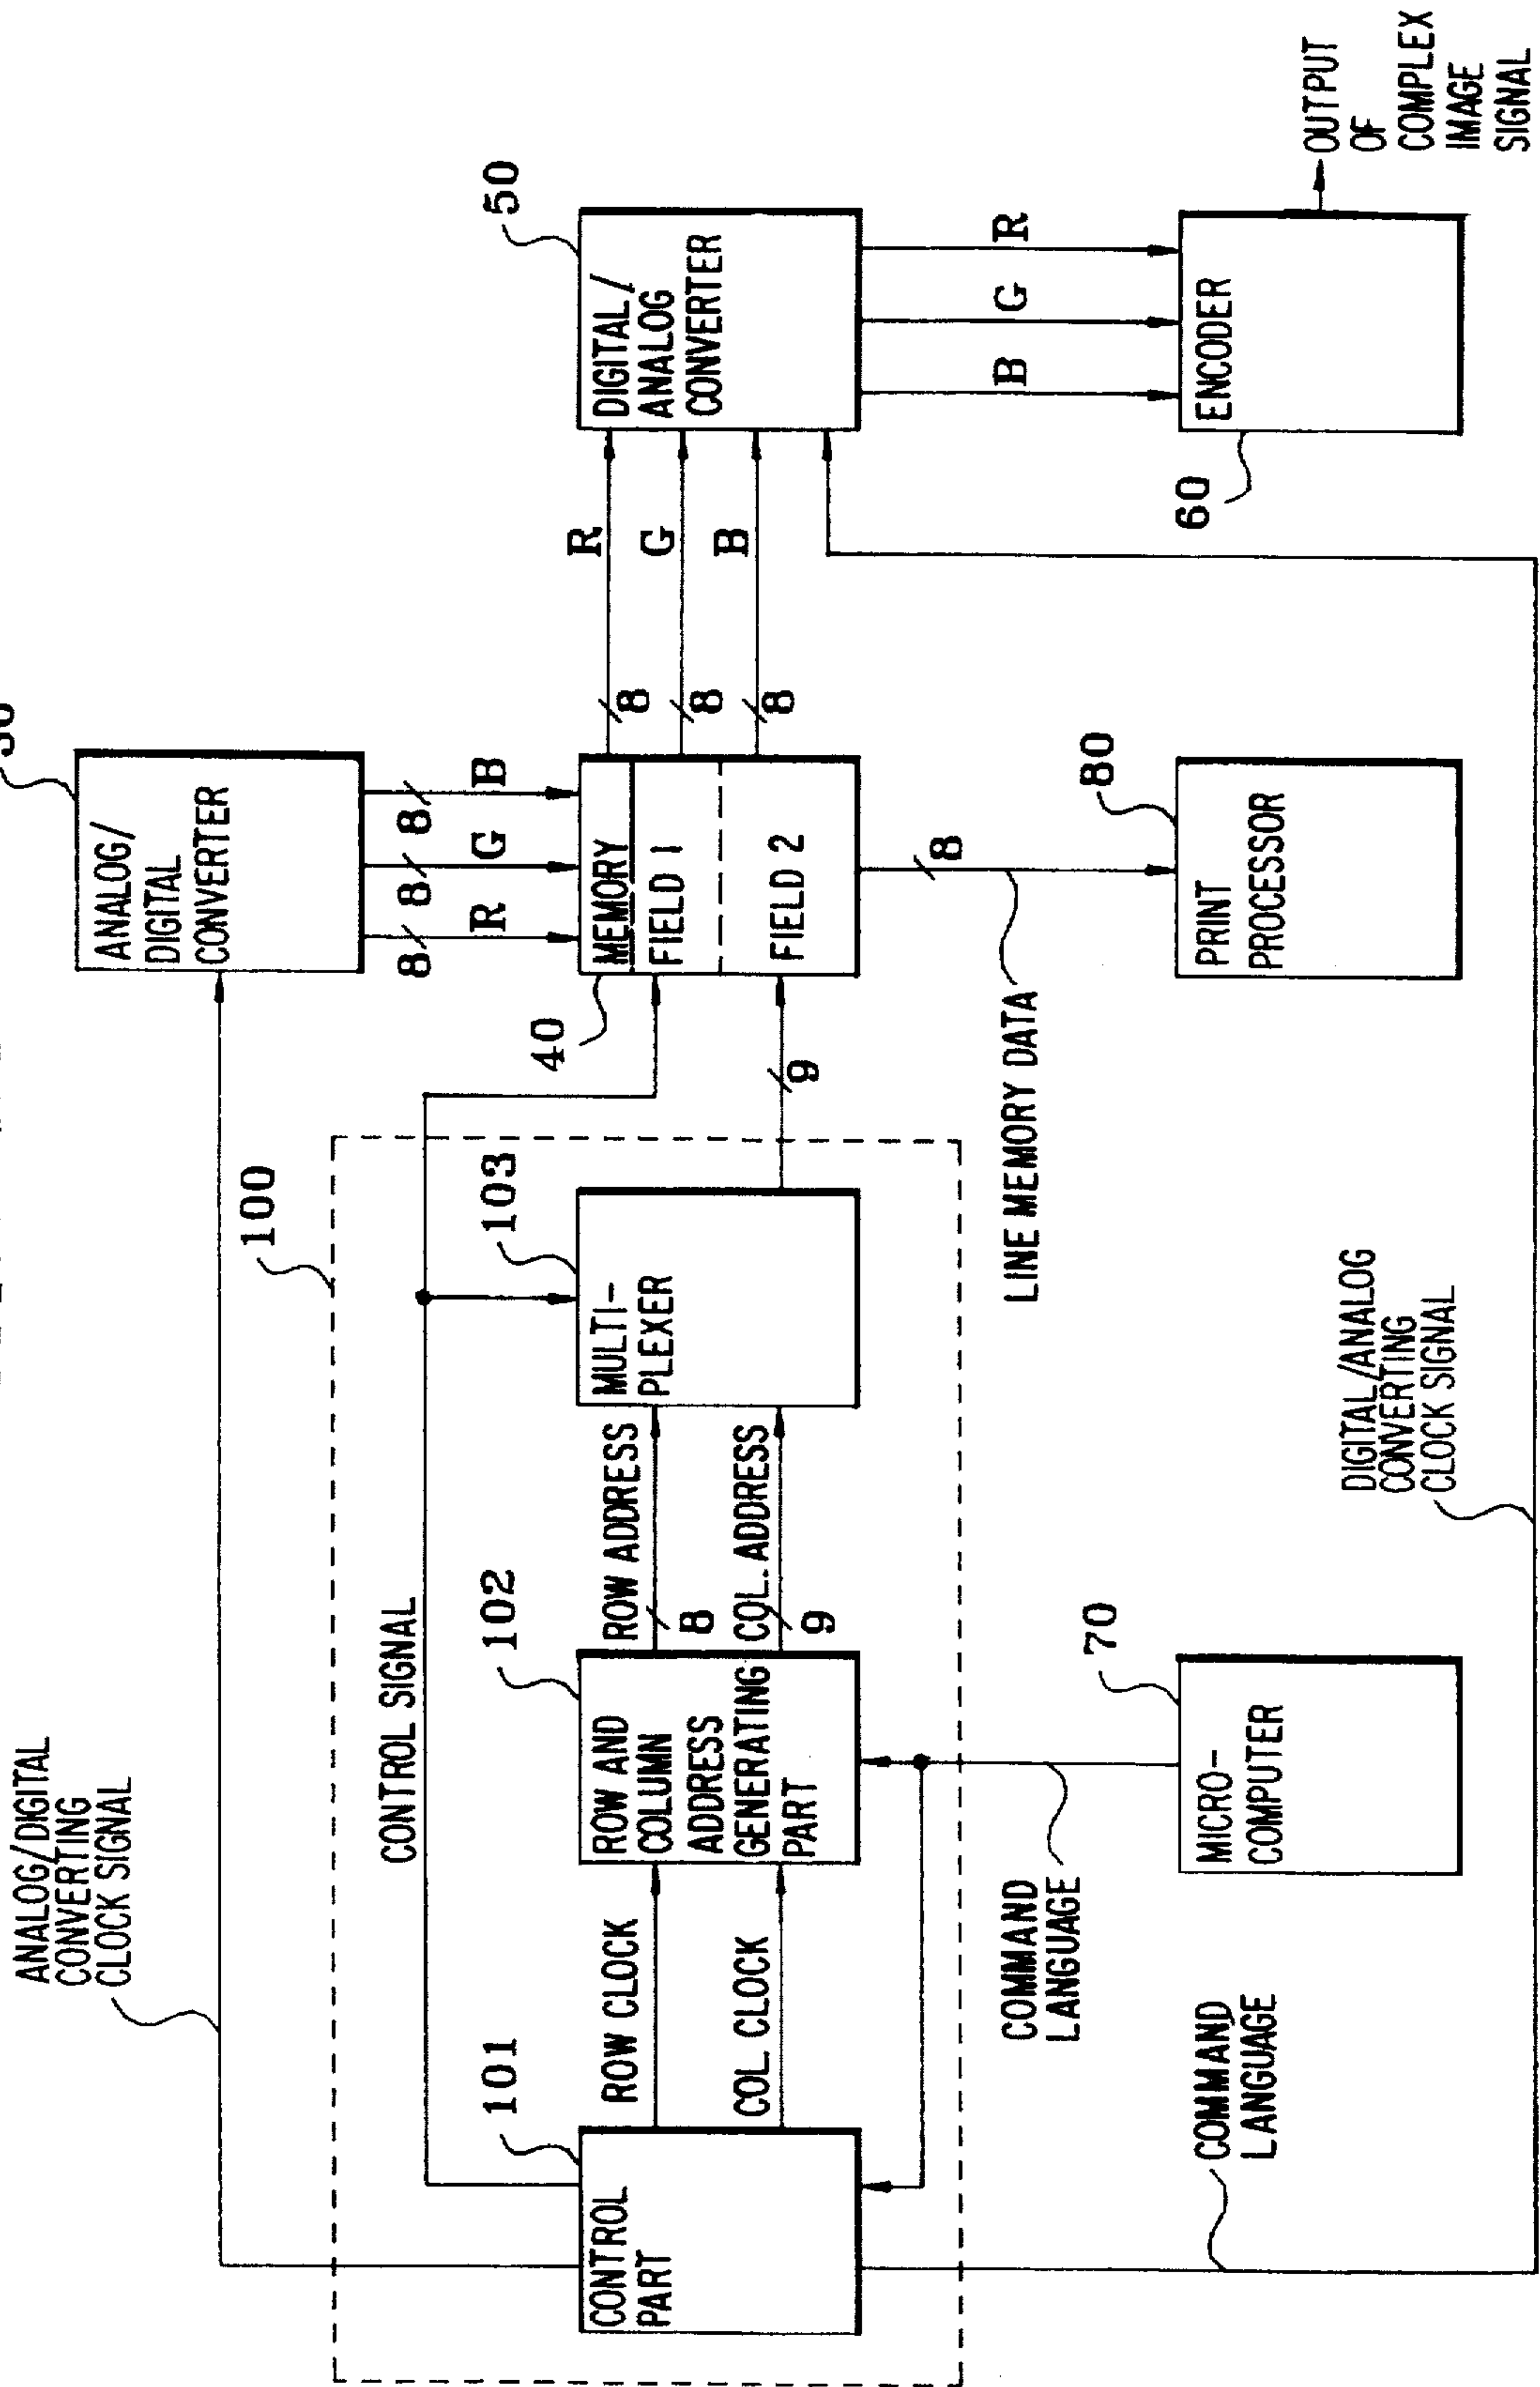 ANALOG/DIGITAL
CONVERTING
CLOCK SIGNAL
ANALOG/
DIGITAL
CONVERTER
8
R
8
G
8
B
100
CONTROL SIGNAL
101
CONTROL
PART
ROW CLOCK
COL. CLOCK
102
ROW AND
COLUMN
ADDRESS
GENERATING
PART
ROW ADDRESS
8
COL. ADDRESS
9
103
MULTI-
PLEXER
9
40
MEMORY
FIELD 1
FIELD 2
8
R
8
G
8
B
50
DIGITAL/
ANALOG
CONVERTER
B
G
R
COMMAND
LANGUAGE
LINE MEMORY DATA
8
COMMAND
LANGUAGE
70
MICRO-
COMPUTER
80
PRINT
PROCESSOR
60
ENCODER
OUTPUT
OF
COMPLEX
IMAGE
SIGNAL
DIGITAL/ANALOG
CONVERTING
CLOCK SIGNAL